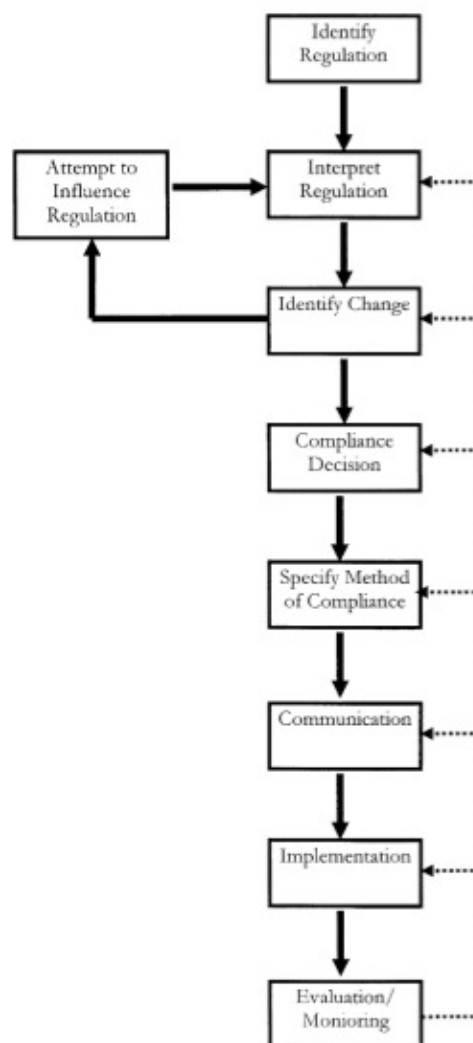 Identify
Regulation
Attempt to
Influence
Regulation
Interpret
Regulation
Identify Change
Compliance
Decision
Specify Method
of Compliance
Communication
Implementation
Evaluation/
Monioring